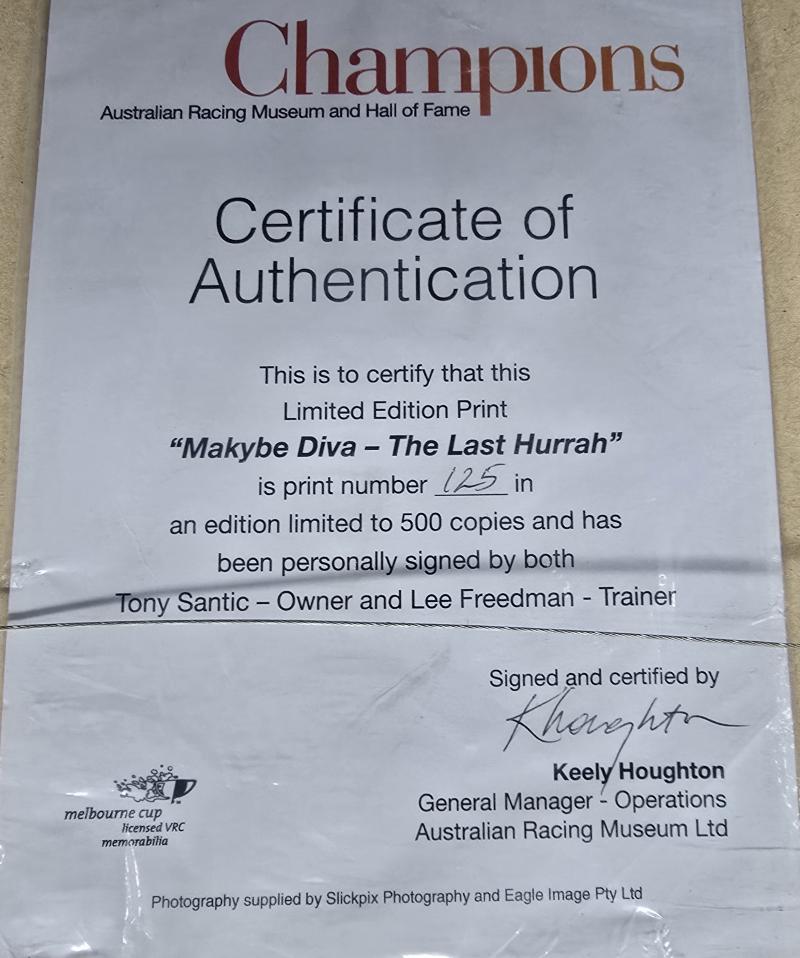 Champions
Australian Racing Museum and Hall of Fame
Certificate of
Authentication
This is to certify that this
Limited Edition Print
“Makybe Diva – The Last Hurrah”
is print number 125 in
an edition limited to 500 copies and has
been personally signed by both
Tony Santic – Owner and Lee Freedman - Trainer
Signed and certified by
KHoughton
Keely Houghton
General Manager - Operations
Australian Racing Museum Ltd
melbourne cup
licensed VRC
memorabilia
Photography supplied by Slickpix Photography and Eagle Image Pty Ltd